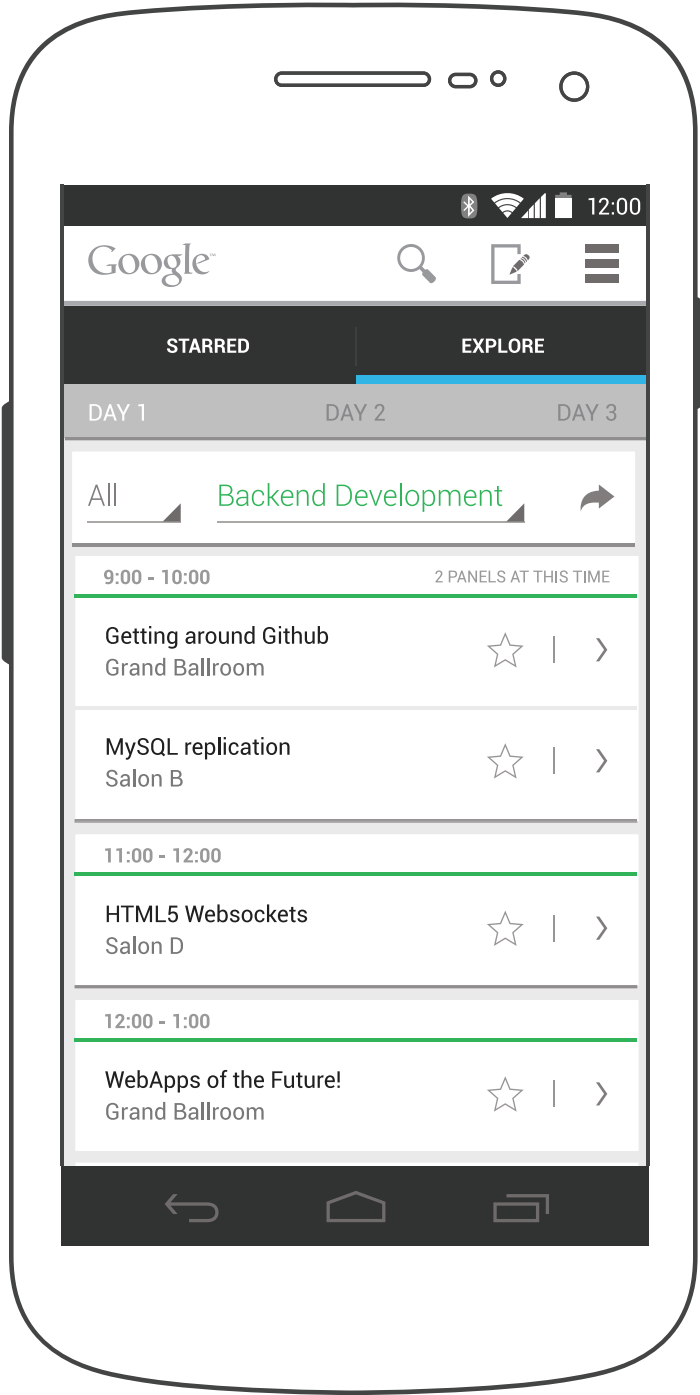 12:00
Google™
STARRED EXPLORE
DAY 1 DAY 2 DAY 3
All Backend Development
9:00 - 10:00 2 PANELS AT THIS TIME
Getting around Github
Grand Ballroom
MySQL replication
Salon B
11:00 - 12:00
HTML5 Websockets
Salon D
12:00 - 1:00
WebApps of the Future!
Grand Ballroom